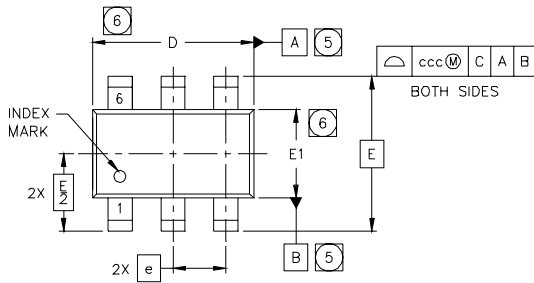 6
D
A 5
ccc Ⓜ C A B
BOTH SIDES
6
INDEX
MARK
6
E1
E
2X E/2
1
B 5
2X e